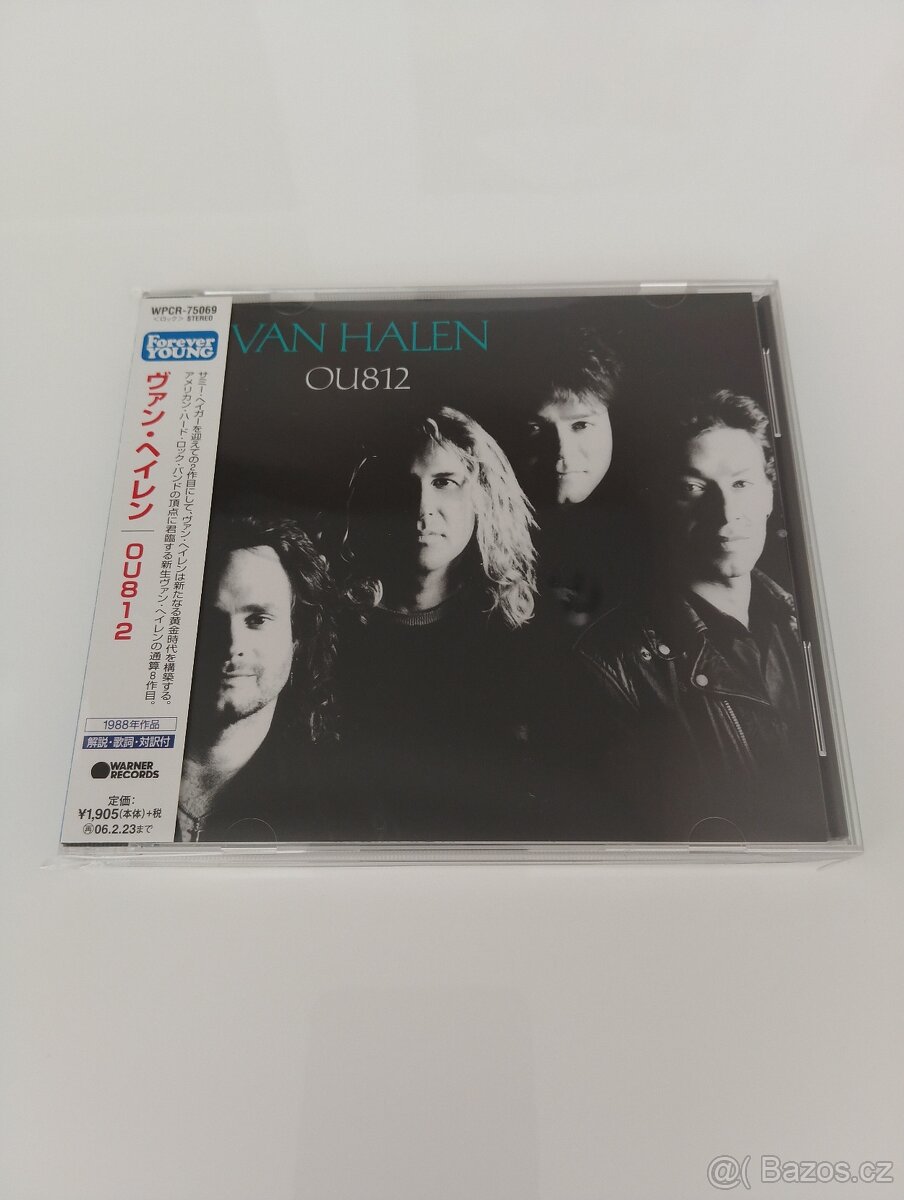 WPCR-75069
<ロック> STEREO
Forever
YOUNG
ヴァン・ヘイレン
OU812
サミー・ヘイガーを迎えての2作目にして、ヴァン・ヘイレンは新たなる黄金時代を構築する。
アメリカン・ハード・ロック・バンドの頂点に君臨する新生ヴァン・ヘイレンの通算8作目。
1988年作品
解説・歌詞・対訳付
WARNER
RECORDS
定価:
¥1,905(本体)+税
再06.2.23まで
VAN HALEN
OU812
@( Bazos.cz